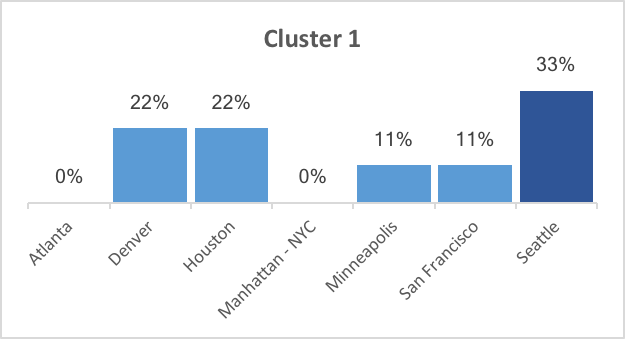 Cluster 1
0%
22%
22%
0%
11%
11%
33%
Atlanta
Denver
Houston
Manhattan - NYC
Minneapolis
San Francisco
Seattle